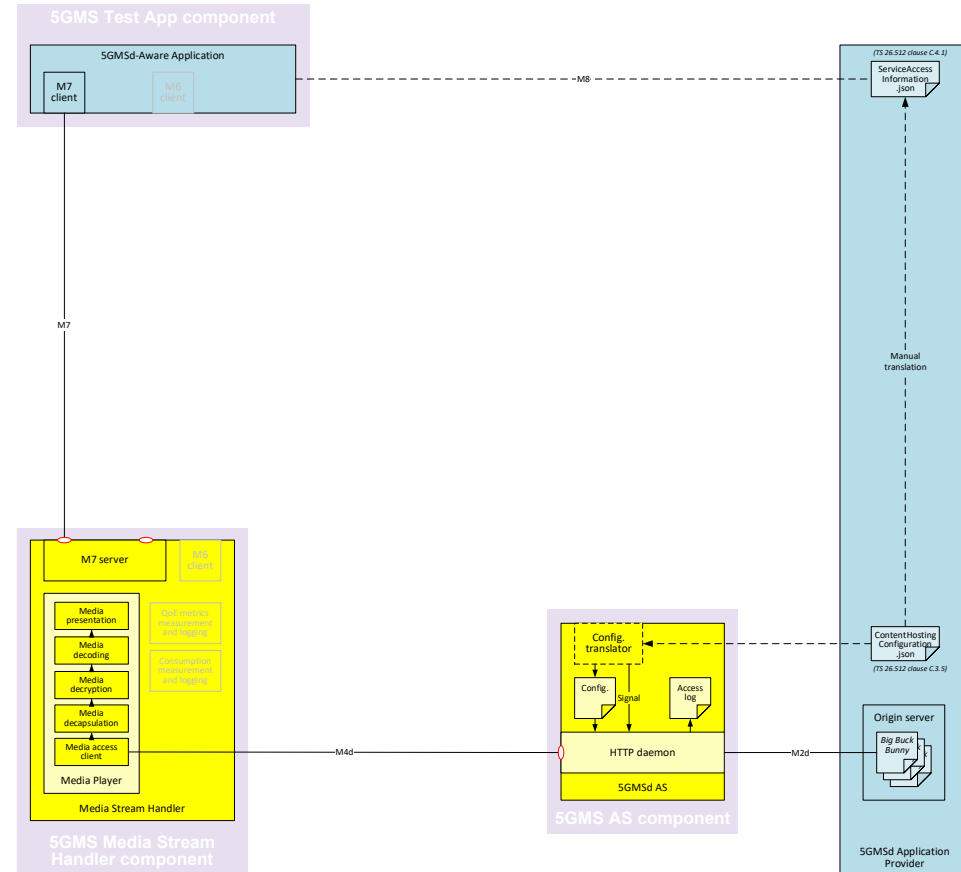 5GMS Test App component
5GMSd-Aware Application
M7
client
M6
client
M8
(TS 26.512 clause C.4.1)
ServiceAccess
Information
.json
M7
Manual
translation
M7 server
M6
client
Media
presentation
Media
decoding
Media
decryption
Media
decapsulation
Media access
client
Media Player
QoE metrics
measurement
and logging
Consumption
measurement
and logging
Media Stream Handler
5GMS Media Stream
Handler component
M4d
Config.
translator
Config.
Signal
Access
log
HTTP daemon
5GMSd AS
5GMS AS component
M2d
ContentHosting
Configuration
.json
(TS 26.512 clause C.3.5)
Origin server
Big Buck
Bunny
k
k
5GMSd Application
Provider